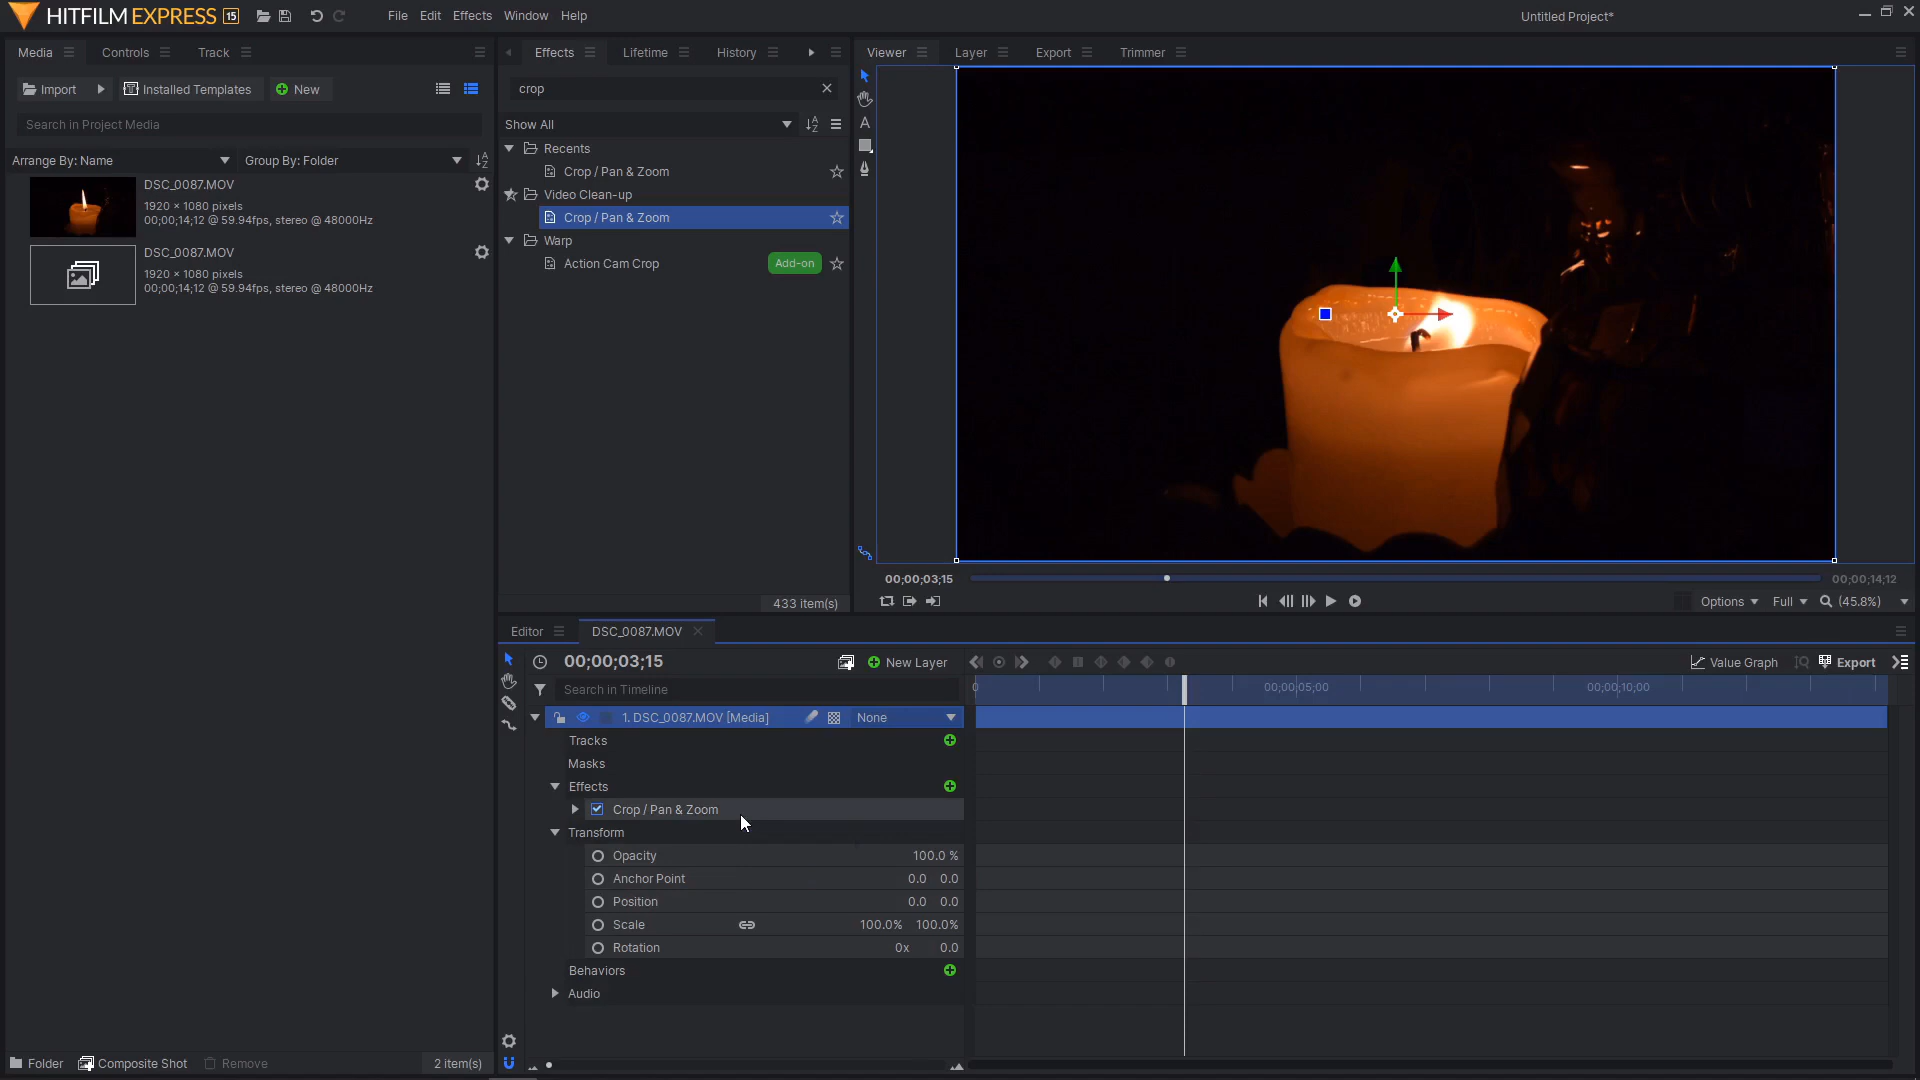 HITFILM EXPRESS 15
File Edit Effects Window Help
Untitled Project*
Media Controls Track
Effects Lifetime History
Viewer Layer Export Trimmer
Import Installed Templates New
Search in Project Media
Arrange By: Name Group By: Folder
DSC_0087.MOV
1920 × 1080 pixels
00;00;14;12 @ 59.94fps, stereo @ 48000Hz
DSC_0087.MOV
1920 × 1080 pixels
00;00;14;12 @ 59.94fps, stereo @ 48000Hz
crop
Show All
Recents
Crop / Pan & Zoom
Video Clean-up
Crop / Pan & Zoom
Warp
Action Cam Crop Add-on
433 item(s)
A
00;00;03;15 00;00;14;12
Options Full (45.8%)
Editor DSC_0087.MOV
00;00;03;15 New Layer Value Graph Export
Search in Timeline
0 00;00;05;00 00;00;10;00
1. DSC_0087.MOV [Media] None
Tracks
Masks
Effects
Crop / Pan & Zoom
Transform
Opacity 100.0 %
Anchor Point 0.0 0.0
Position 0.0 0.0
Scale 100.0% 100.0%
Rotation 0x 0.0
Behaviors
Audio
Folder Composite Shot Remove 2 item(s)